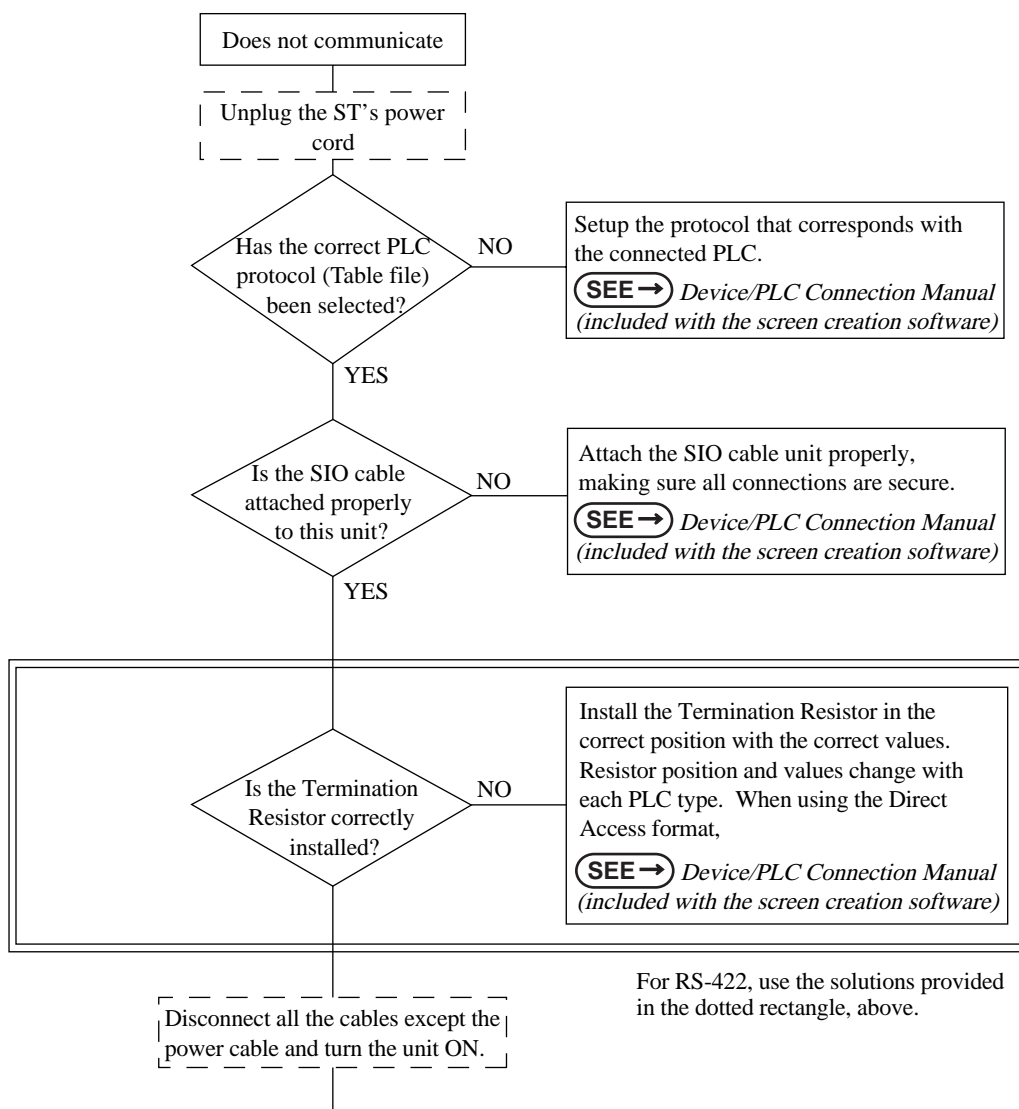 Does not communicate
Unplug the ST's power
cord
Has the correct PLC
protocol (Table file)
been selected?
NO
Setup the protocol that corresponds with
the connected PLC.
SEE→ Device/PLC Connection Manual
(included with the screen creation software)
YES
Is the SIO cable
attached properly
to this unit?
NO
Attach the SIO cable unit properly,
making sure all connections are secure.
SEE→ Device/PLC Connection Manual
(included with the screen creation software)
YES
Is the Termination
Resistor correctly
installed?
NO
Install the Termination Resistor in the
correct position with the correct values.
Resistor position and values change with
each PLC type. When using the Direct
Access format,
SEE→ Device/PLC Connection Manual
(included with the screen creation software)
For RS-422, use the solutions provided
in the dotted rectangle, above.
Disconnect all the cables except the
power cable and turn the unit ON.